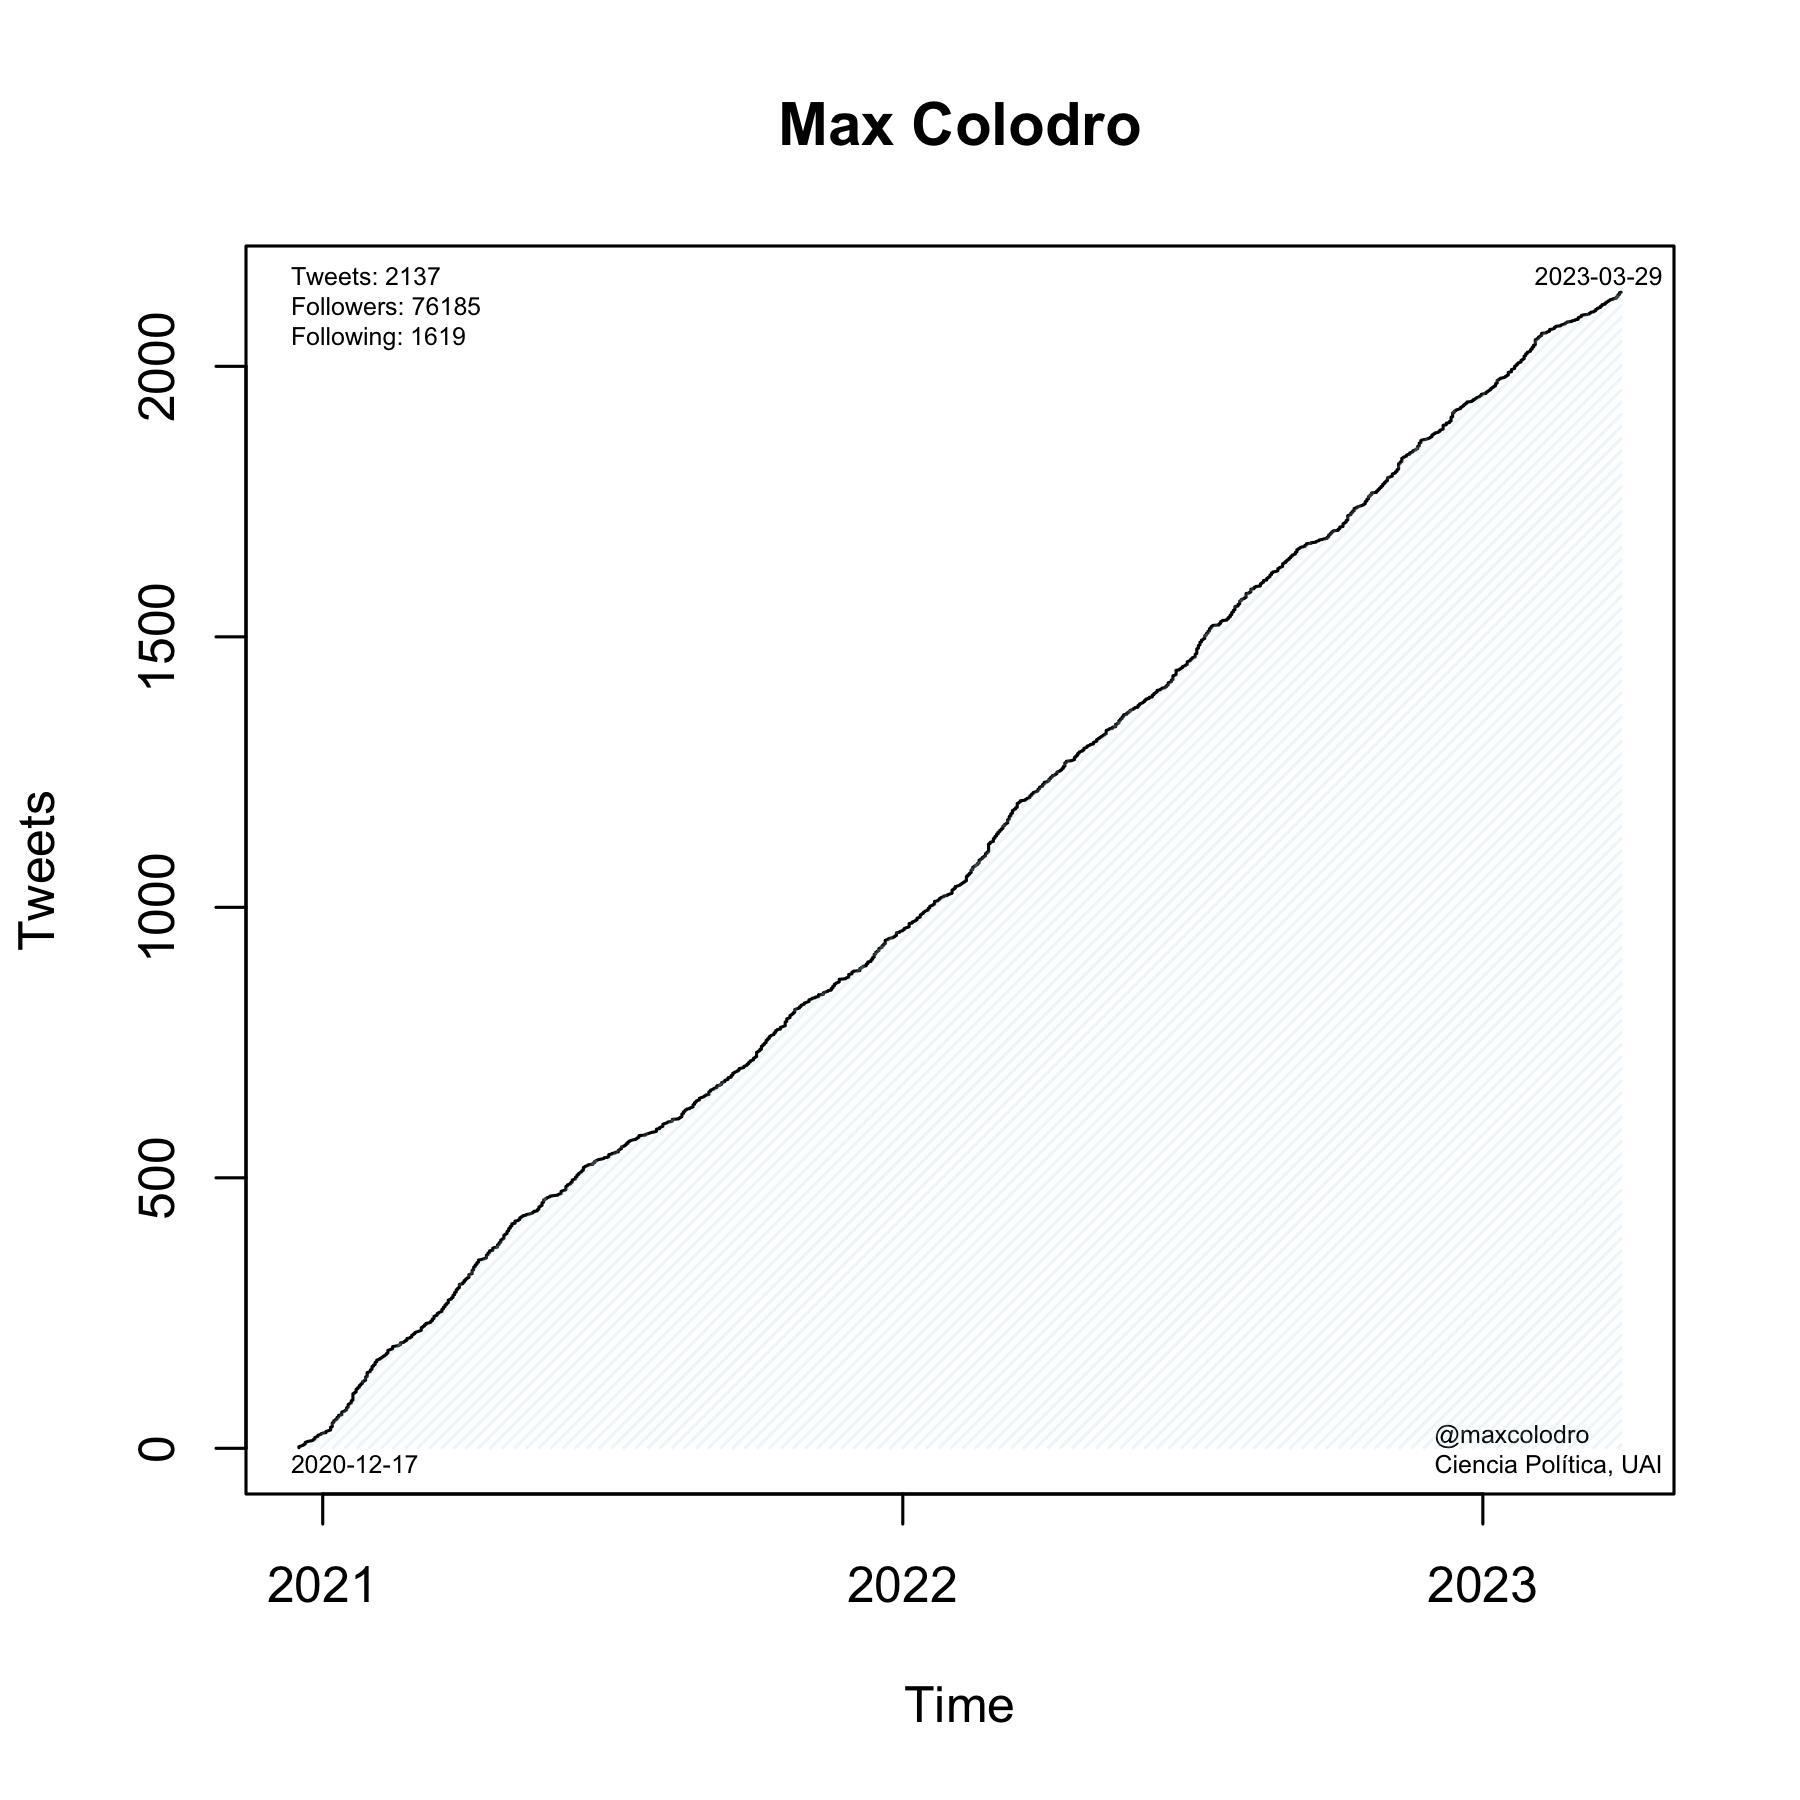 Max Colodro
Tweets: 2137
Followers: 76185
Following: 1619
2023-03-29
2000
1500
1000
500
0
Tweets
2020-12-17
@maxcolodro
Ciencia Política, UAI
2021
2022
2023
Time